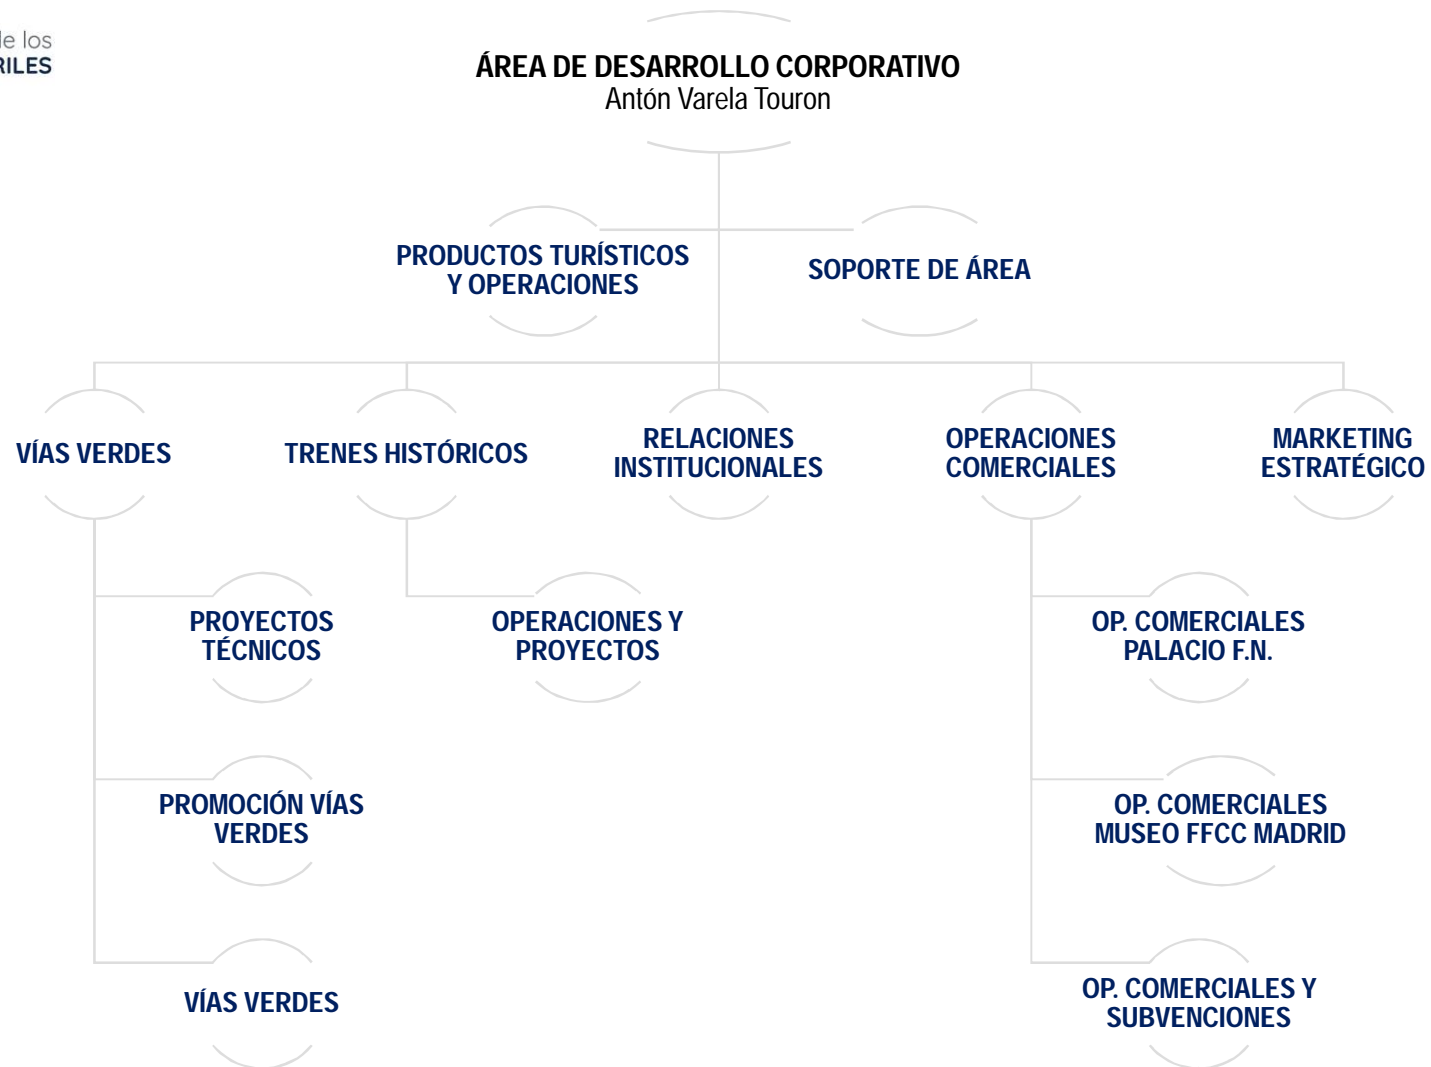 de los
RILES
ÁREA DE DESARROLLO CORPORATIVO
Antón Varela Touron
PRODUCTOS TURÍSTICOS
Y OPERACIONES
SOPORTE DE ÁREA
VÍAS VERDES
TRENES HISTÓRICOS
RELACIONES
INSTITUCIONALES
OPERACIONES
COMERCIALES
MARKETING
ESTRATÉGICO
PROYECTOS
TÉCNICOS
OPERACIONES Y
PROYECTOS
OP. COMERCIALES
PALACIO F.N.
PROMOCIÓN VÍAS
VERDES
OP. COMERCIALES
MUSEO FFCC MADRID
VÍAS VERDES
OP. COMERCIALES Y
SUBVENCIONES